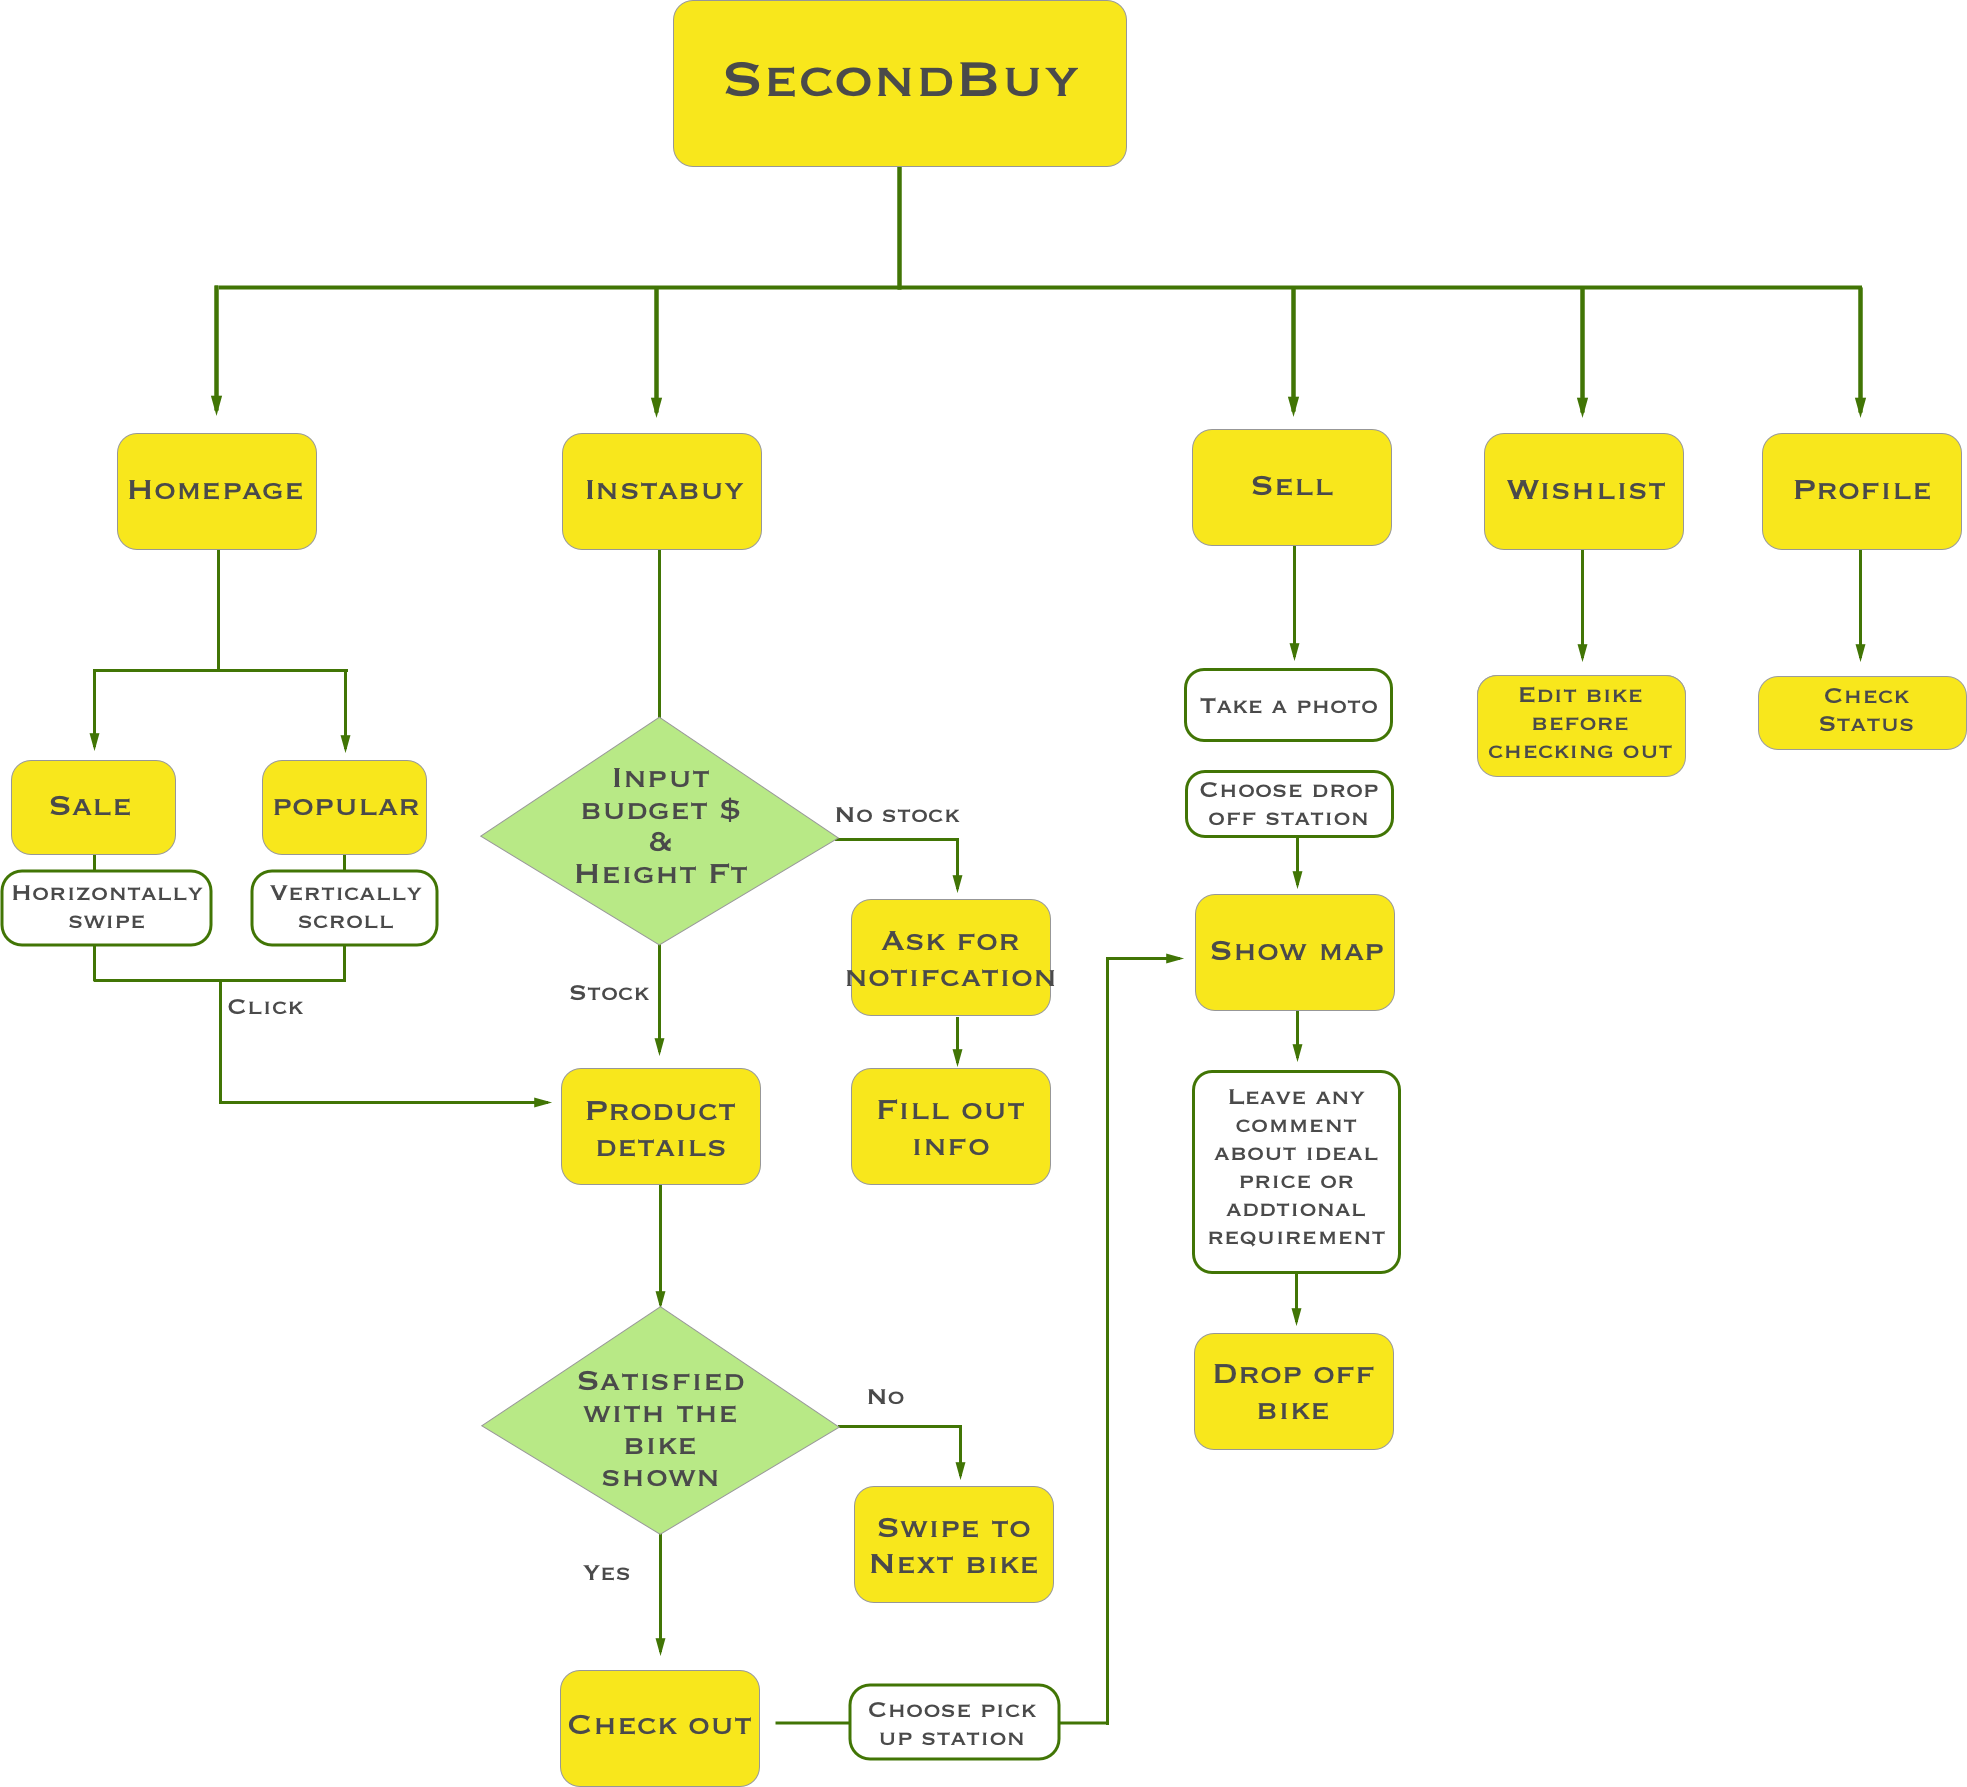 SecondBuy
Homepage
Instabuy
Sell
Wishlist
Profile
Sale
popular
Horizontally
swipe
Vertically
scroll
Click
Input
budget $
&
Height Ft
No stock
Stock
Ask for
notifcation
Fill out
info
Product
details
Satisfied
with the
bike
shown
No
Yes
Swipe to
Next bike
Check out
Choose pick
up station
Take a photo
Choose drop
off station
Show map
Leave any
comment
about ideal
price or
addtional
requirement
Drop off
bike
Edit bike
before
checking out
Check
Status